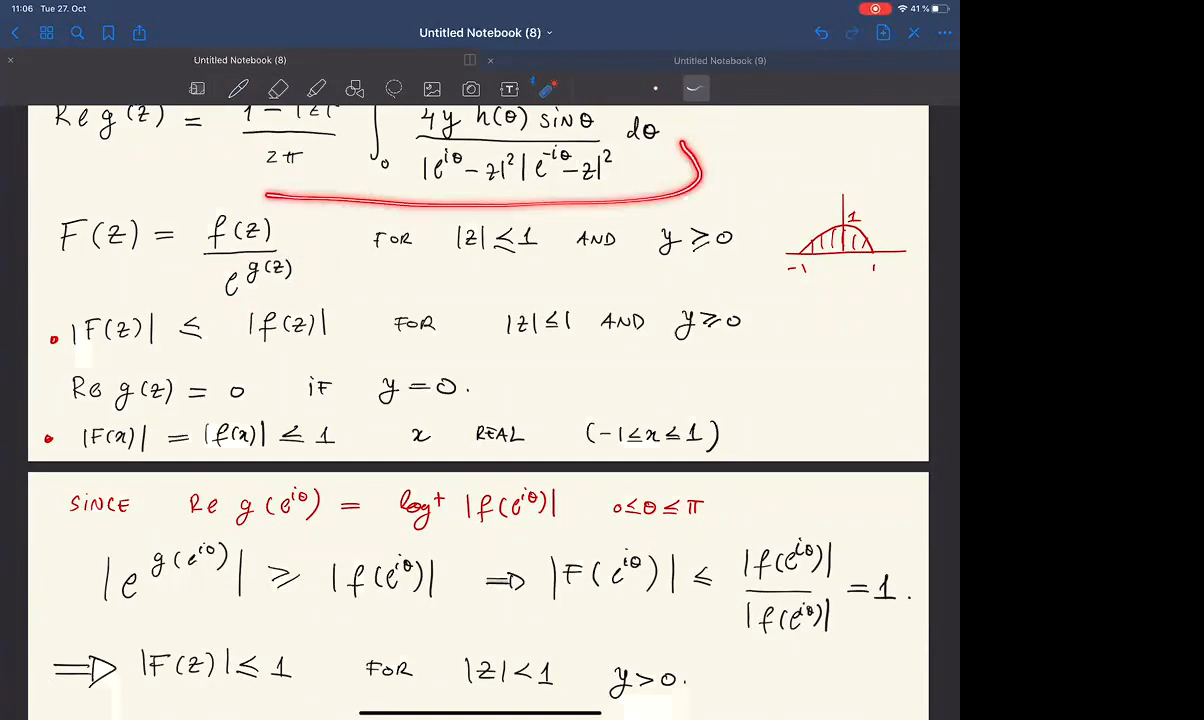 11:06 Tue 27. Oct
41 %
Untitled Notebook (8)
Untitled Notebook (8)
Untitled Notebook (9)
Re g(z) = 1 - |z|² / 2π ∫₀ 4y h(θ) sinθ / |e^{iθ} - z|² |e^{-iθ} - z|² dθ
F(z) = f(z) / e^{g(z)} FOR |z| ≤ 1 AND y ≥ 0
1
-1 1
• |F(z)| ≤ |f(z)| FOR |z| ≤ 1 AND y ≥ 0
Re g(z) = 0 iF y = 0.
• |F(x)| = |f(x)| ≤ 1 x REAL (-1 ≤ x ≤ 1)
SINCE Re g(e^{iθ}) = log⁺ |f(e^{iθ})| 0 ≤ θ ≤ π
|e^{g(e^{iθ})}| ≥ |f(e^{iθ})| ⟹ |F(e^{iθ})| ≤ |f(e^{iθ})| / |f(e^{iθ})| = 1.
⟹ |F(z)| ≤ 1 FOR |z| < 1 y > 0.